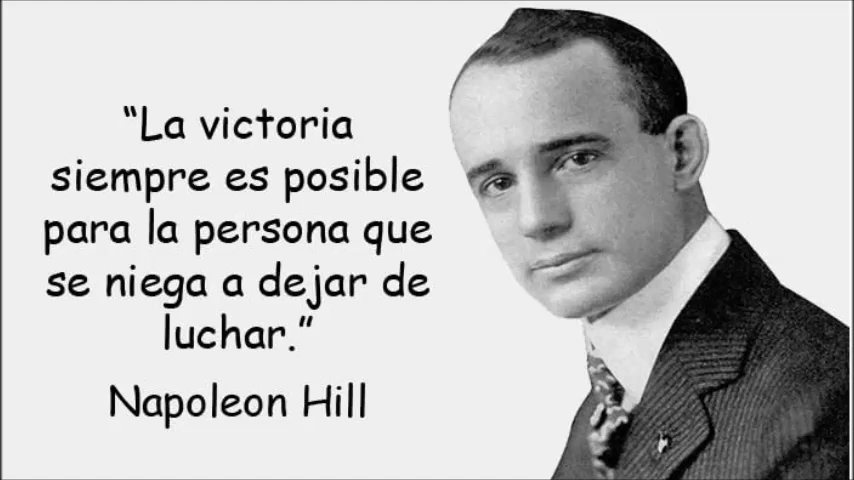 “La victoria
siempre es posible
para la persona que
se niega a dejar de
luchar.”
Napoleon Hill